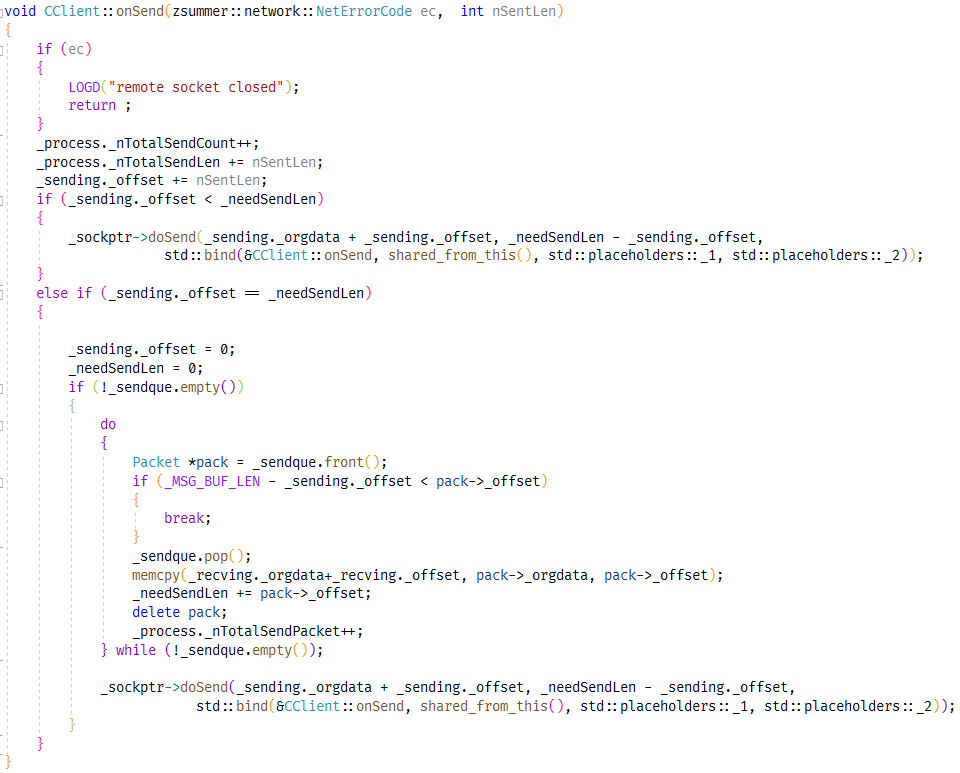 void CClient::onSend(zsummer::network::NetErrorCode ec,  int nSentLen)
{
    if (ec)
    {
        LOGD("remote socket closed");
        return ;
    }
    _process._nTotalSendCount++;
    _process._nTotalSendLen += nSentLen;
    _sending._offset += nSentLen;
    if (_sending._offset < _needSendLen)
    {
        _sockptr->doSend(_sending._orgdata + _sending._offset, _needSendLen - _sending._offset,
                    std::bind(&CClient::onSend, shared_from_this(), std::placeholders::_1, std::placeholders::_2));
    }
    else if (_sending._offset == _needSendLen)
    {
        _sending._offset = 0;
        _needSendLen = 0;
        if (!_sendque.empty())
        {
            do
            {
                Packet *pack = _sendque.front();
                if (_MSG_BUF_LEN - _sending._offset < pack->_offset)
                {
                    break;
                }
                _sendque.pop();
                memcpy(_recving._orgdata+_recving._offset, pack->_orgdata, pack->_offset);
                _needSendLen += pack->_offset;
                delete pack;
                _process._nTotalSendPacket++;
            } while (!_sendque.empty());
            _sockptr->doSend(_sending._orgdata + _sending._offset, _needSendLen - _sending._offset,
                        std::bind(&CClient::onSend, shared_from_this(), std::placeholders::_1, std::placeholders::_2));
        }
    }
}